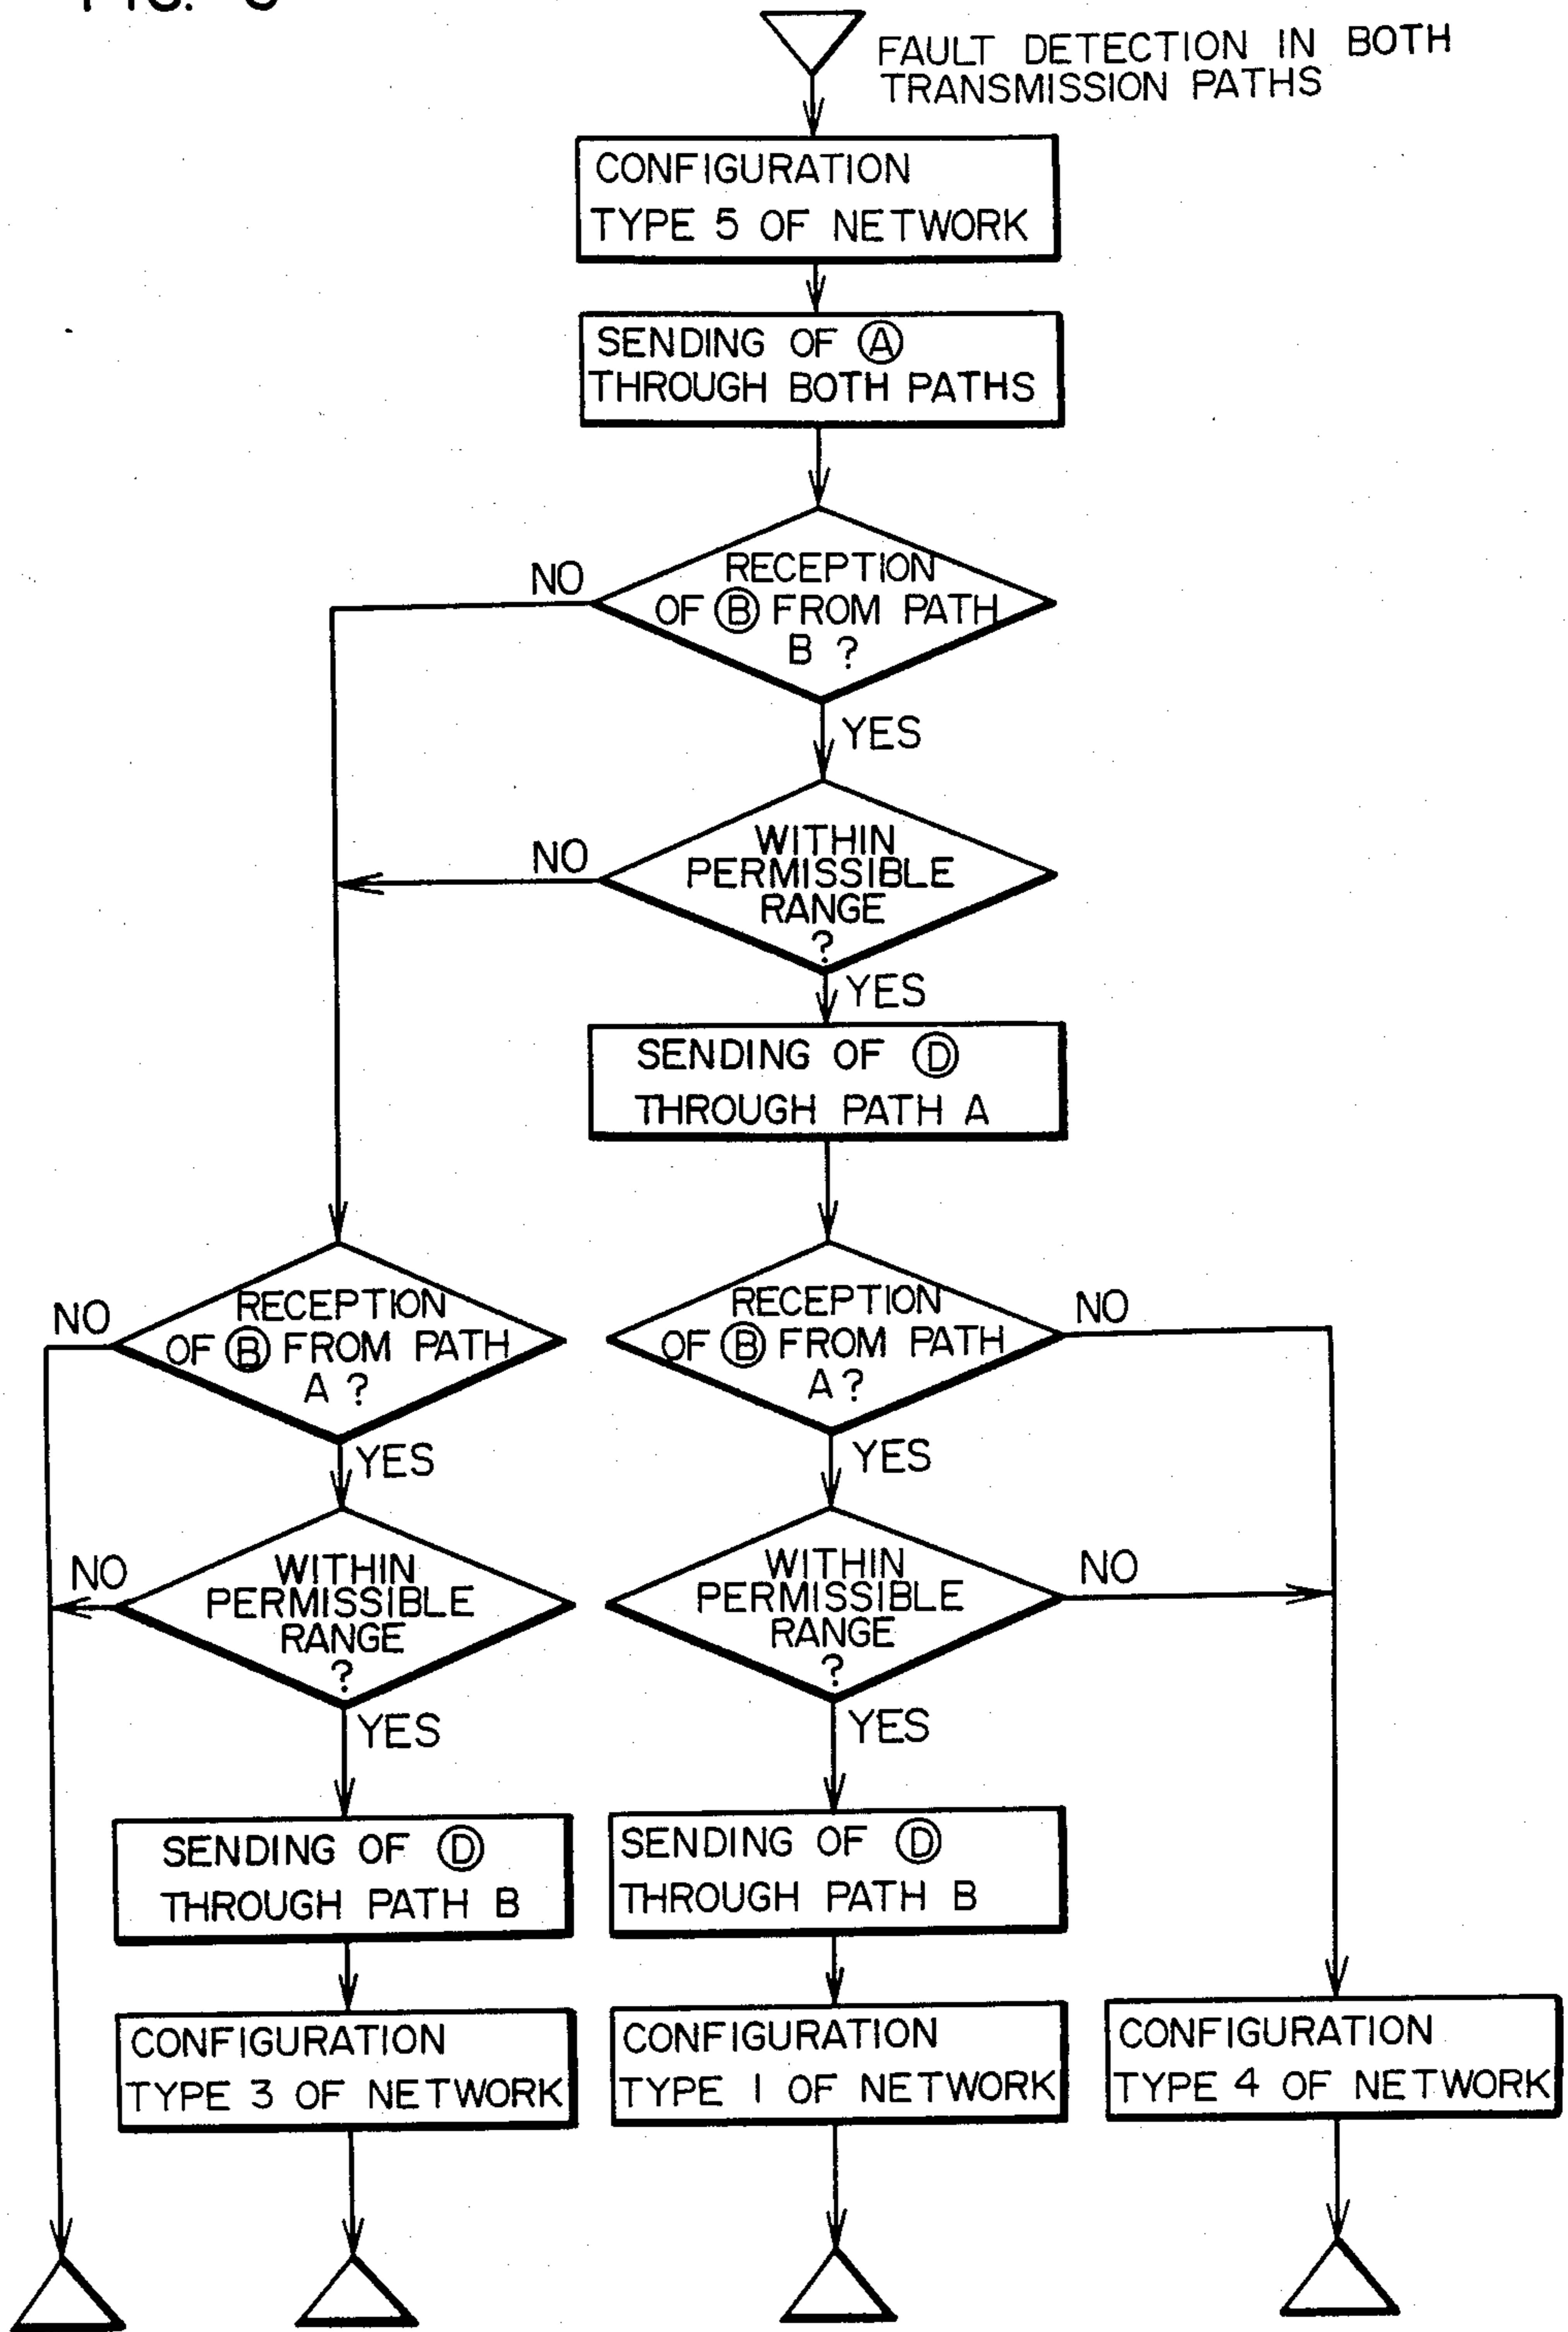 FAULT DETECTION IN BOTH
TRANSMISSION PATHS
CONFIGURATION
TYPE 5 OF NETWORK
SENDING OF Ⓐ
THROUGH BOTH PATHS
RECEPTION
OF Ⓑ FROM PATH
B ?
NO
YES
WITHIN
PERMISSIBLE
RANGE
?
NO
YES
SENDING OF Ⓓ
THROUGH PATH A
RECEPTION
OF Ⓑ FROM PATH
A ?
NO
YES
RECEPTION
OF Ⓑ FROM PATH
A ?
NO
YES
WITHIN
PERMISSIBLE
RANGE
?
NO
YES
WITHIN
PERMISSIBLE
RANGE
?
NO
YES
SENDING OF Ⓓ
THROUGH PATH B
SENDING OF Ⓓ
THROUGH PATH B
CONFIGURATION
TYPE 3 OF NETWORK
CONFIGURATION
TYPE 1 OF NETWORK
CONFIGURATION
TYPE 4 OF NETWORK